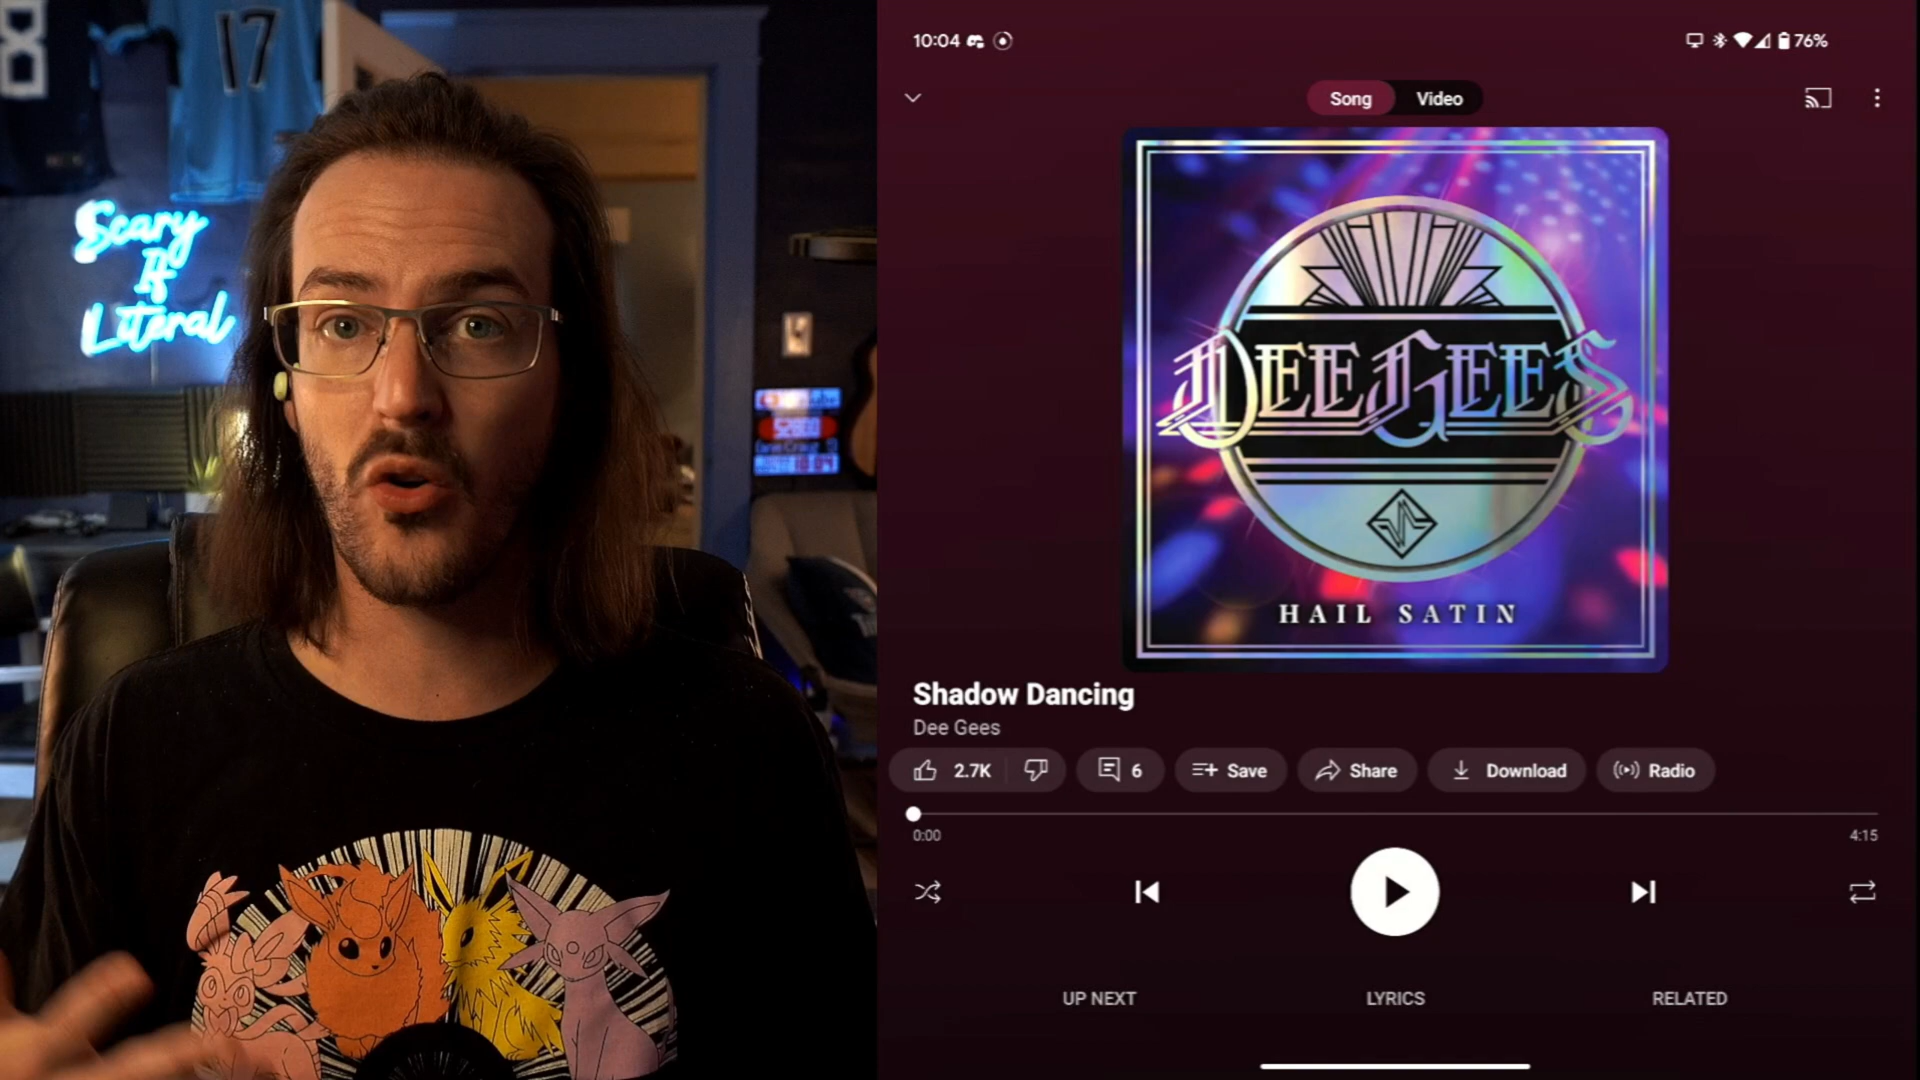 17
Scary
If
Literal
10:04
76%
Song
Video
DEE GEES
HAIL SATIN
Shadow Dancing
Dee Gees
2.7K
6
Save
Share
Download
Radio
0:00
4:15
UP NEXT
LYRICS
RELATED